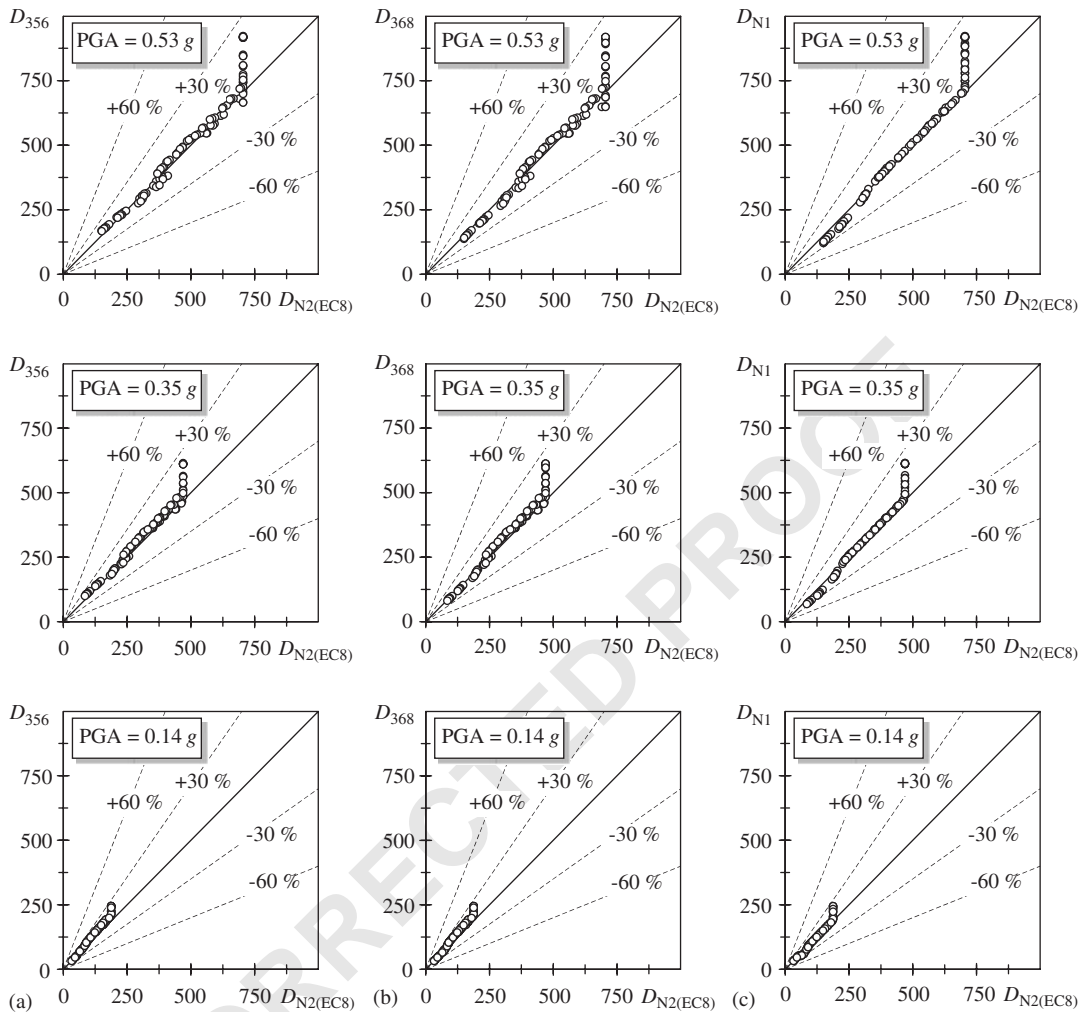 D356 D368 DN1
PGA = 0.53 g PGA = 0.53 g PGA = 0.53 g
750 750 750
+60 % +30 % +60 % +30 % +60 % +30 %
500 500 500
-30 % -30 % -30 %
-60 % -60 % -60 %
250 250 250
0 0 0
0 250 500 DN2(EC8) 0 250 500 DN2(EC8) 0 250 500 DN2(EC8)
D356 D368 DN1
PGA = 0.35 g PGA = 0.35 g PGA = 0.35 g
750 750 750
+60 % +30 % +60 % +30 % +60 % +30 %
500 500 500
-30 % -30 % -30 %
-60 % -60 % -60 %
250 250 250
0 0 0
0 250 500 DN2(EC8) 0 250 500 DN2(EC8) 0 250 500 DN2(EC8)
D356 D368 DN1
PGA = 0.14 g PGA = 0.14 g PGA = 0.14 g
750 750 750
+60 % +30 % +60 % +30 % +60 % +30 %
500 500 500
-30 % -30 % -30 %
-60 % -60 % -60 %
250 250 250
0 0 0
(a) 0 250 500 750 DN2(EC8) (b) 0 250 500 750 DN2(EC8) (c) 0 250 500 750 DN2(EC8)
ORRECTED PROOF